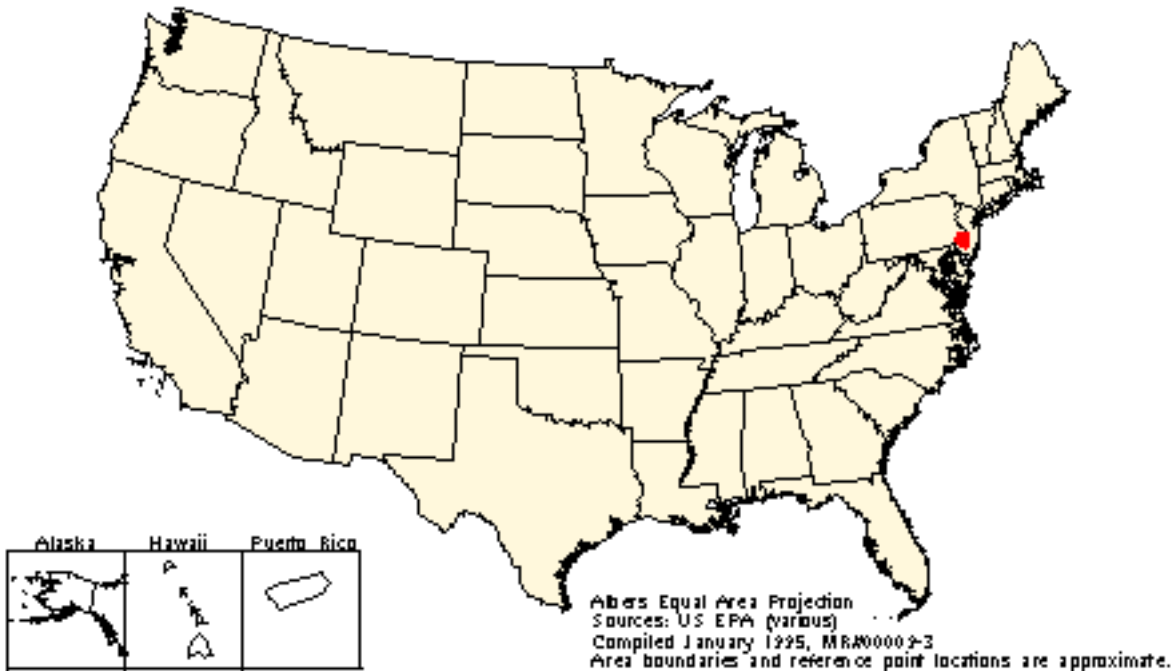 Alaska Hawaii Puerto Rico
Albers Equal Area Projection
Sources: US EPA (various)
Compiled January 1995, MR#00009-3
Area boundaries and reference point locations are approximate.